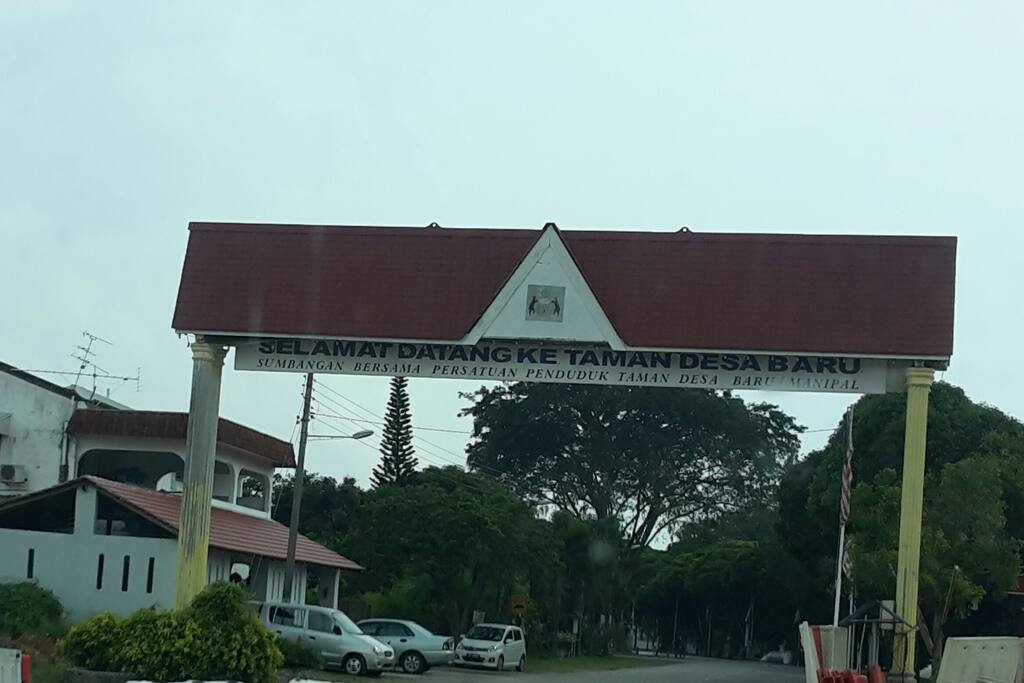 SELAMAT DATANG KE TAMAN DESA BARU
SUMBANGAN BERSAMA PERSATUAN PENDUDUK TAMAN DESA BARU MANIPAL